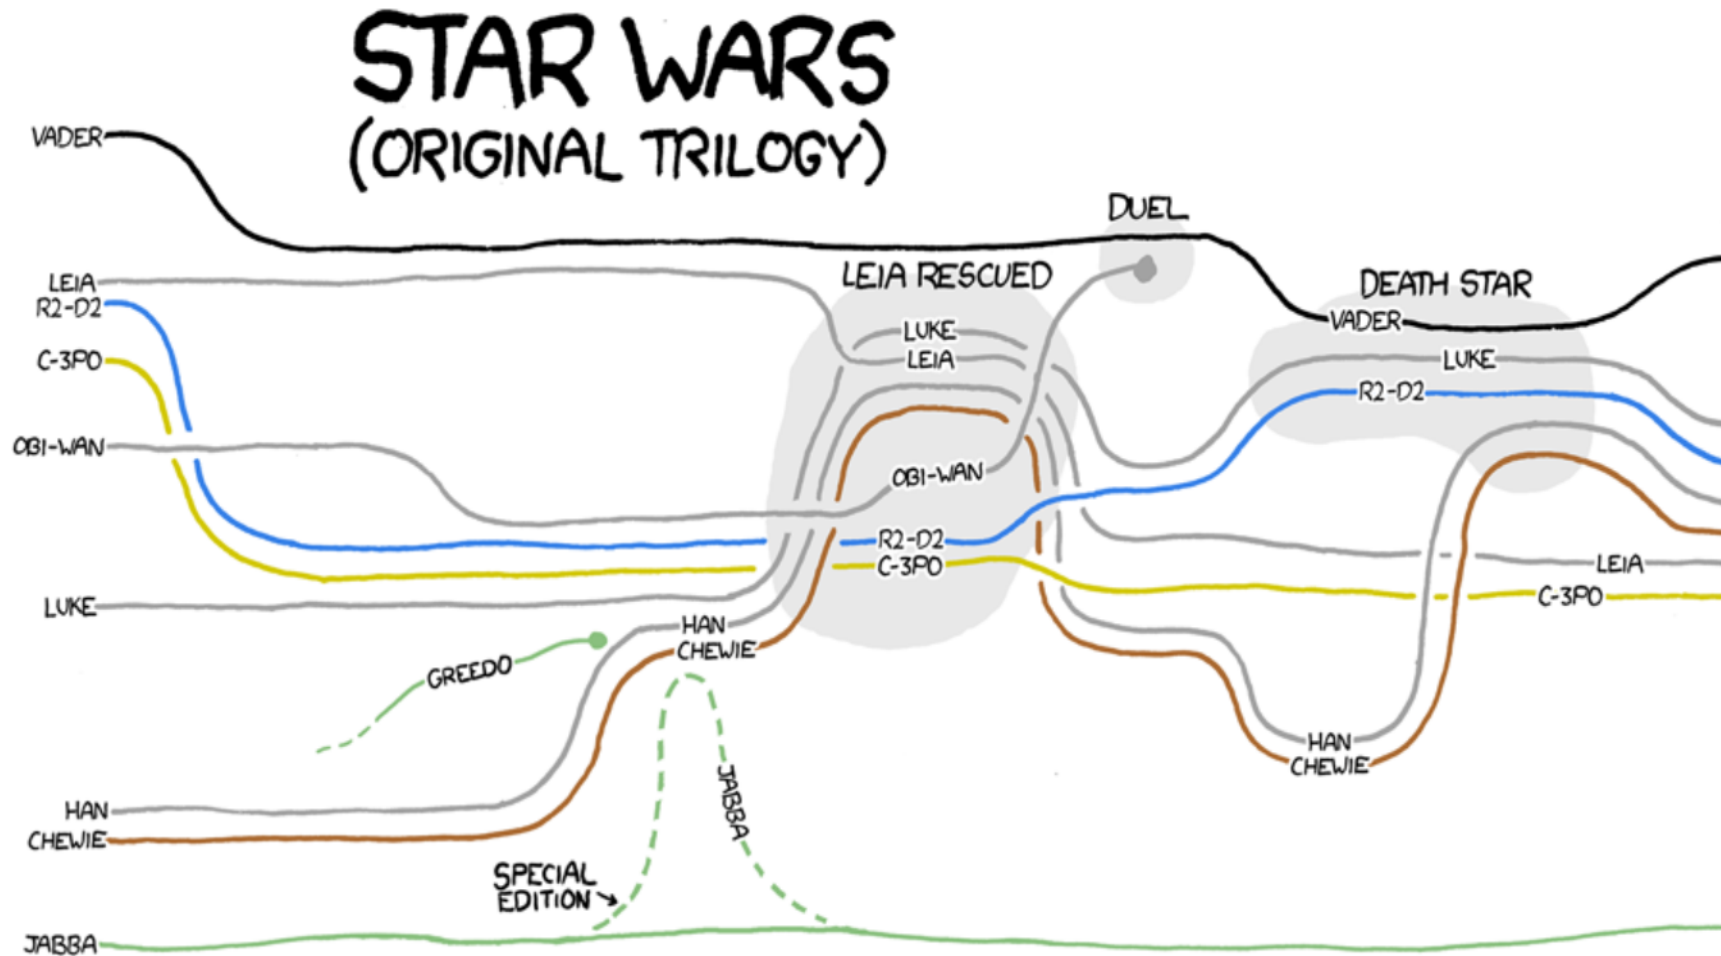 STAR WARS
(ORIGINAL TRILOGY)
VADER
DUEL
LEIA
LEIA RESCUED
DEATH STAR
R2-D2
VADER
LUKE
C-3PO
LEIA
LUKE
R2-D2
OBI-WAN
OBI-WAN
R2-D2
C-3PO
LEIA
C-3PO
LUKE
HAN
CHEWIE
GREEDO
HAN
CHEWIE
JABBA
HAN
CHEWIE
SPECIAL
EDITION
JABBA